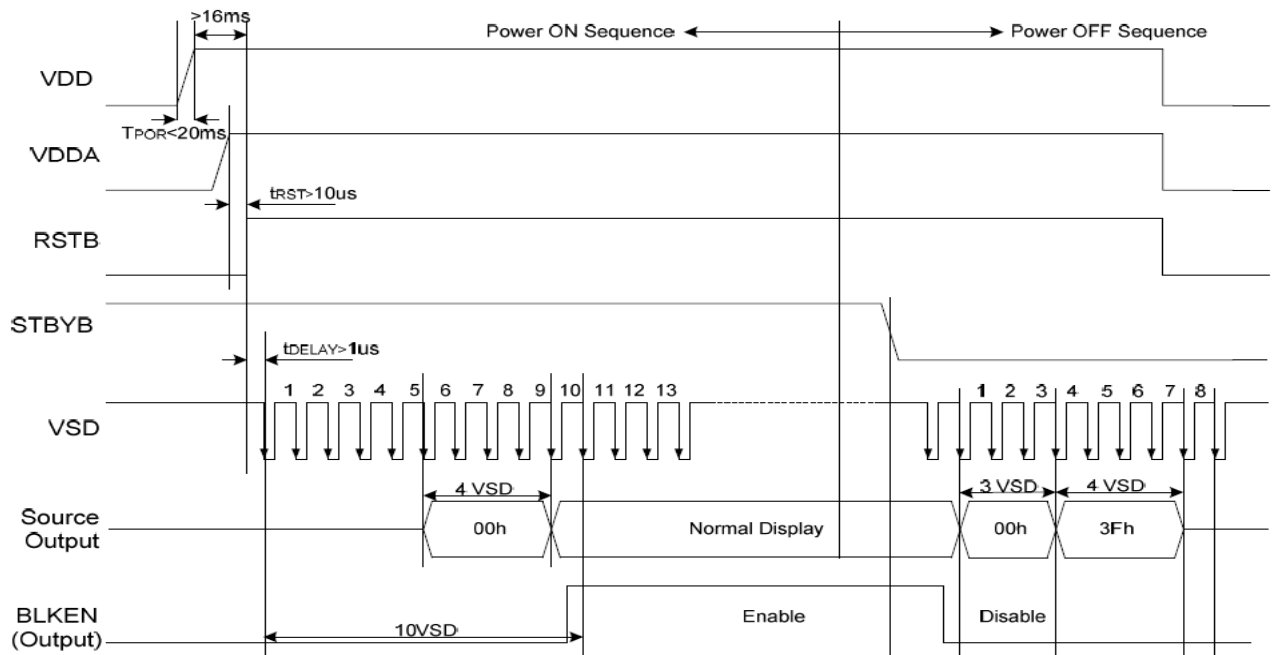 >16ms
Power ON Sequence
Power OFF Sequence
VDD
TPOR<20ms
VDDA
tRST>10us
RSTB
STBYB
tDELAY>1us
1 2 3 4 5 6 7 8 9 10 11 12 13
1 2 3 4 5 6 7 8
VSD
4 VSD
3 VSD
4 VSD
Source
Output
00h
Normal Display
00h
3Fh
BLKEN
(Output)
10VSD
Enable
Disable